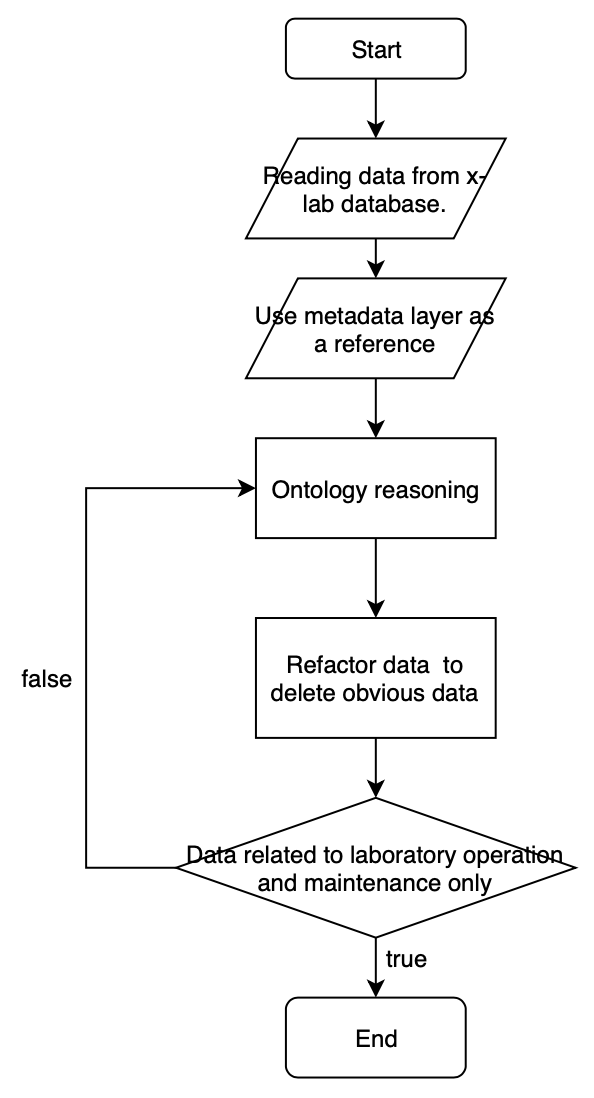 Start
Reading data from x-
lab database.
Use metadata layer as
a reference
Ontology reasoning
Refactor data  to
delete obvious data
false
Data related to laboratory operation
and maintenance only
true
End